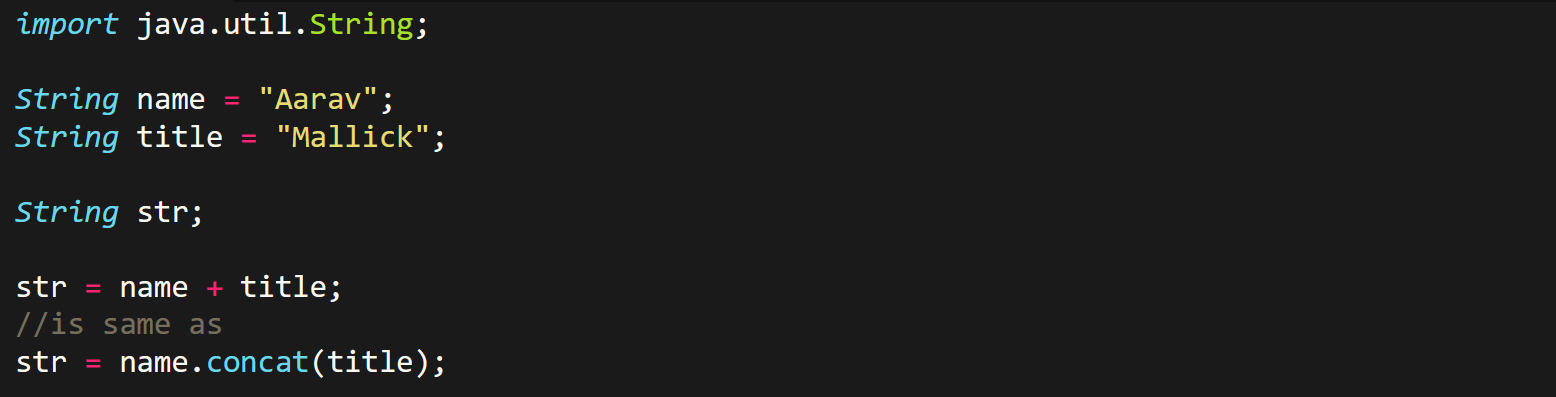 import java.util.String;
String name = "Aarav";
String title = "Mallick";
String str;
str = name + title;
//is same as
str = name.concat(title);